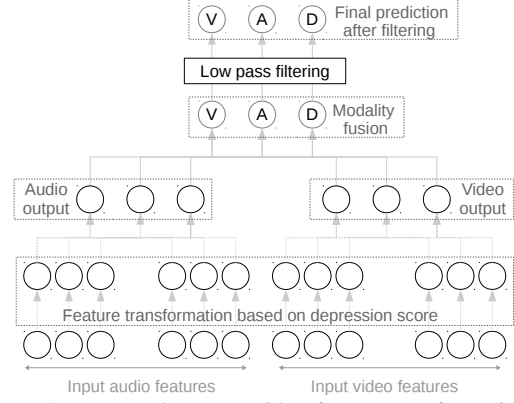 V A D Final prediction
after filtering
Low pass filtering
V A D Modality
fusion
Audio
output
Video
output
Feature transformation based on depression score
Input audio features Input video features